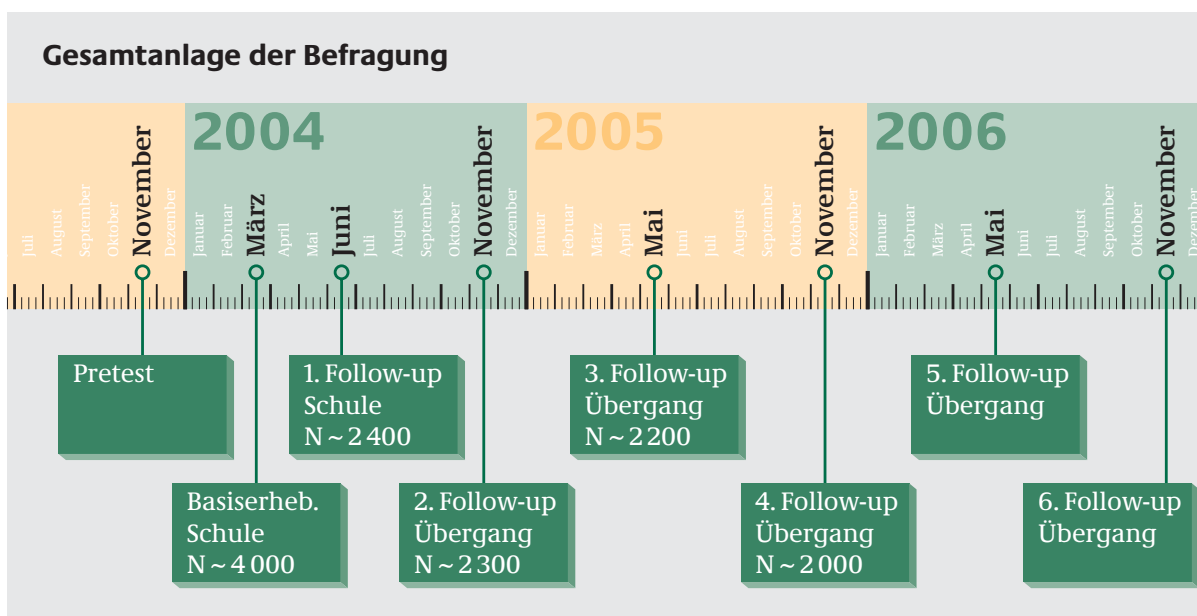 Gesamtanlage der Befragung
2004
2005
2006
Juli
August
September
Oktober
November
Dezember
Januar
Februar
März
April
Mai
Juni
Juli
August
September
Oktober
November
Dezember
Januar
Februar
März
April
Mai
Juni
Juli
August
September
Oktober
November
Dezember
Januar
Februar
März
April
Mai
Juni
Juli
August
September
Oktober
November
Dezember
Pretest
1. Follow-up
Schule
N ~ 2 400
3. Follow-up
Übergang
N ~ 2 200
5. Follow-up
Übergang
Basiserheb.
Schule
N ~ 4 000
2. Follow-up
Übergang
N ~ 2 300
4. Follow-up
Übergang
N ~ 2 000
6. Follow-up
Übergang